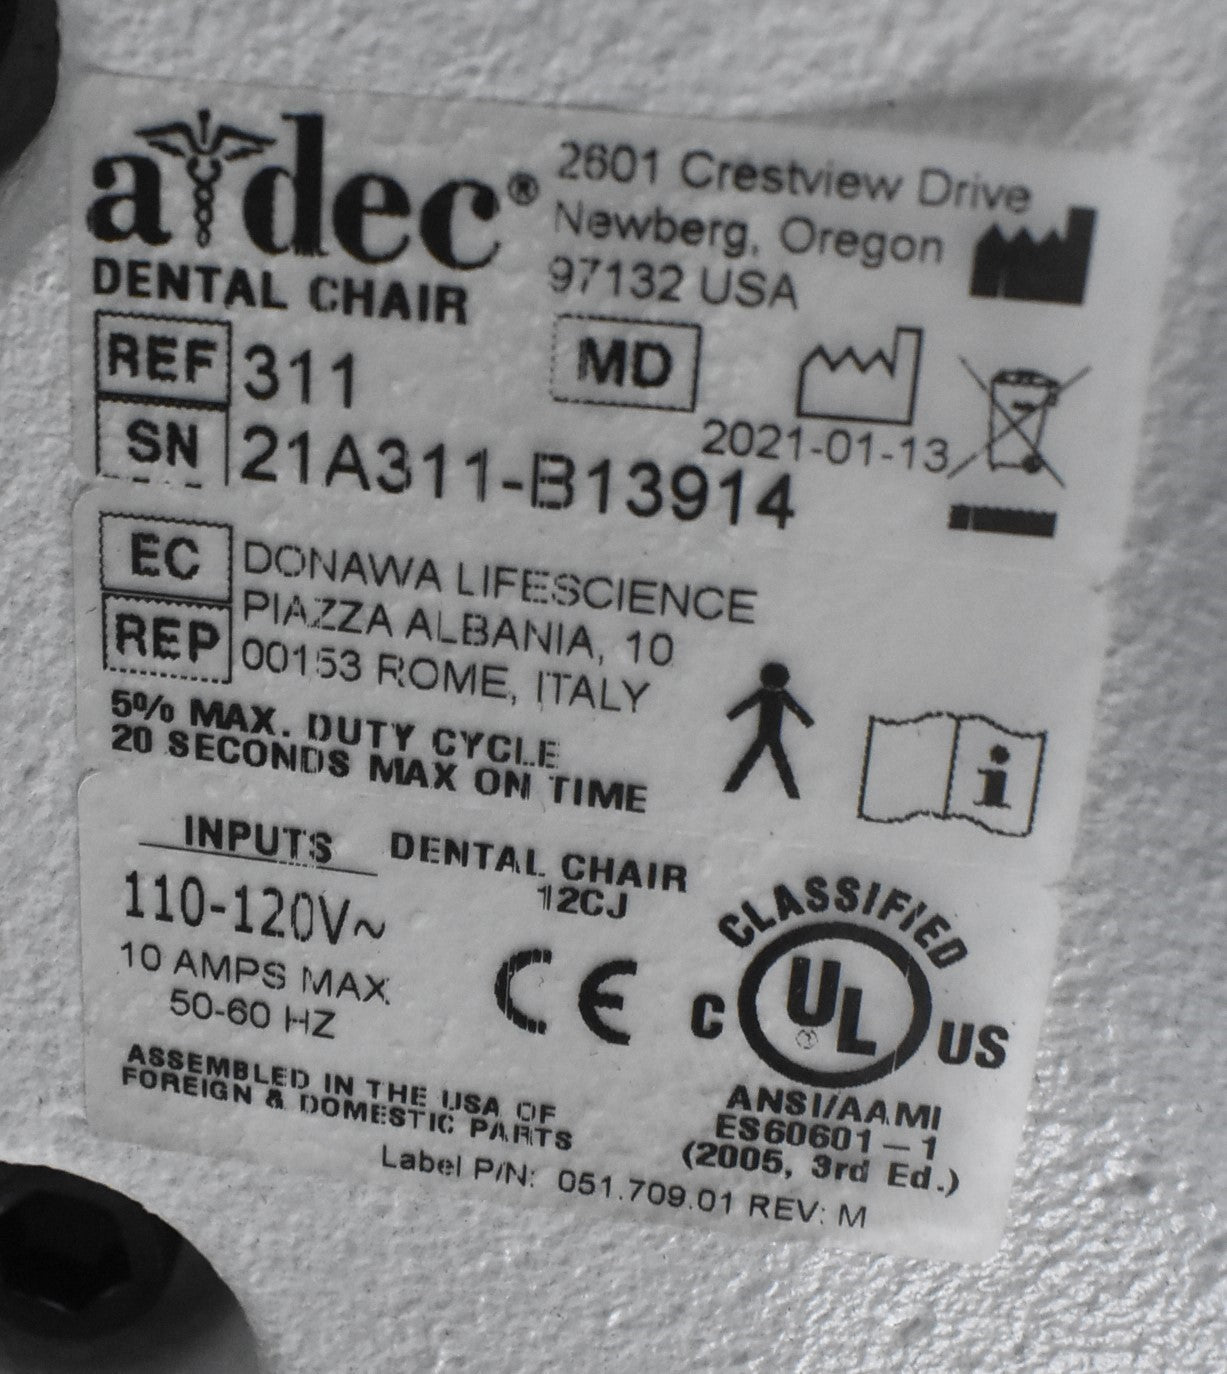 a dec®
DENTAL CHAIR
2601 Crestview Drive
Newberg, Oregon
97132 USA
REF 311
MD
2021-01-13
SN 21A311-B13914
EC REP
DONAWA LIFESCIENCE
PIAZZA ALBANIA, 10
00153 ROME, ITALY
5% MAX. DUTY CYCLE
20 SECONDS MAX ON TIME
i
INPUTS
110-120V~
10 AMPS MAX
50-60 HZ
DENTAL CHAIR
12CJ
CE
CLASSIFIED
C UL® US
ANSI/AAMI
ES60601-1
(2005, 3rd Ed.)
ASSEMBLED IN THE USA OF
FOREIGN & DOMESTIC PARTS
Label P/N: 051.709.01 REV: M